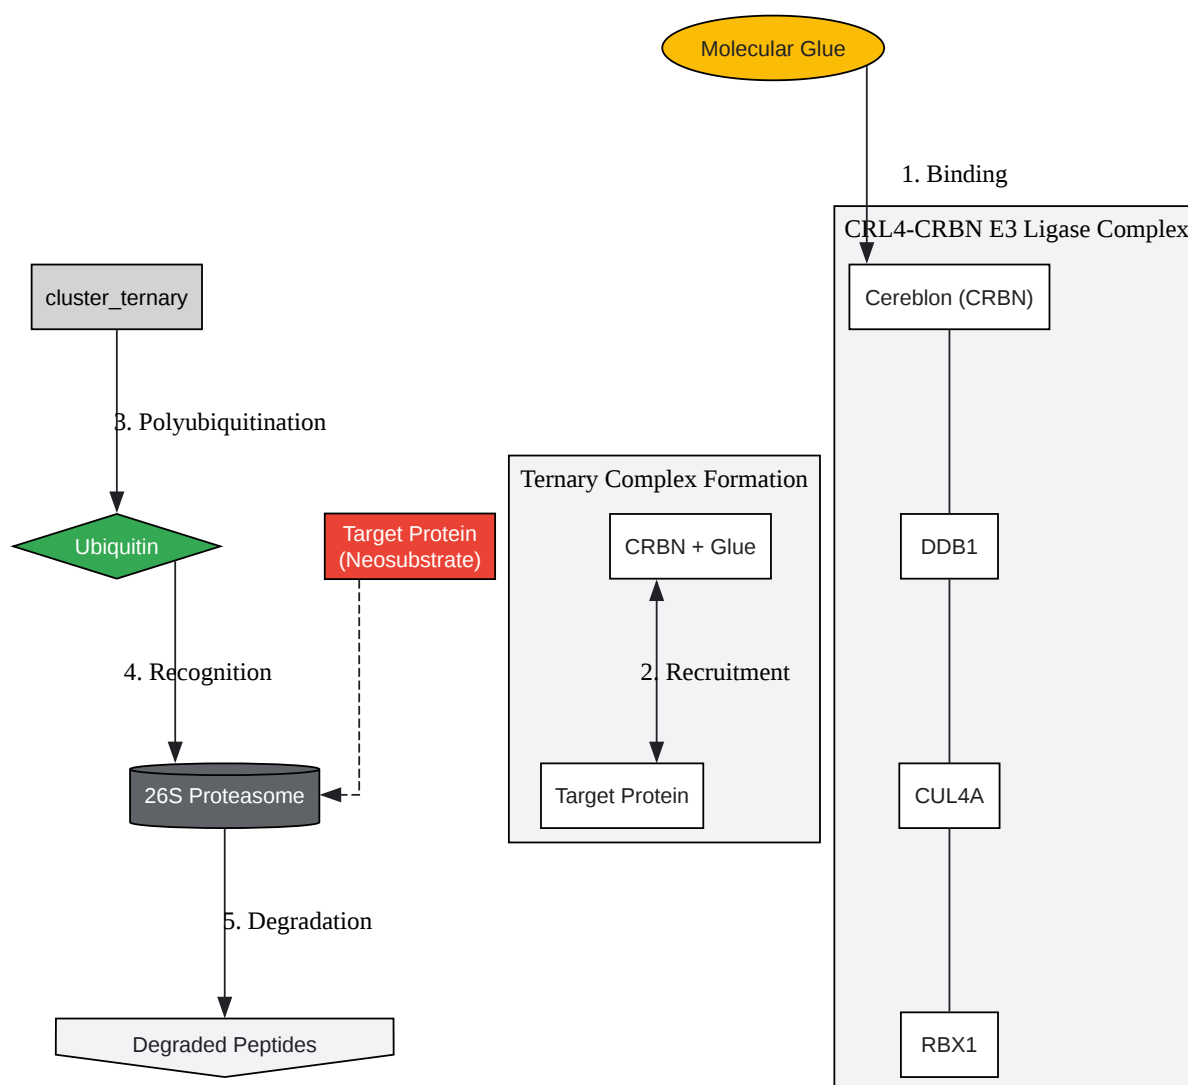 Molecular Glue
1. Binding
CRL4-CRBN E3 Ligase Complex
cluster_ternary
Cereblon (CRBN)
3. Polyubiquitination
Ternary Complex Formation
Ubiquitin
Target Protein
(Neosubstrate)
CRBN + Glue
DDB1
4. Recognition
2. Recruitment
26S Proteasome
Target Protein
CUL4A
5. Degradation
Degraded Peptides
RBX1